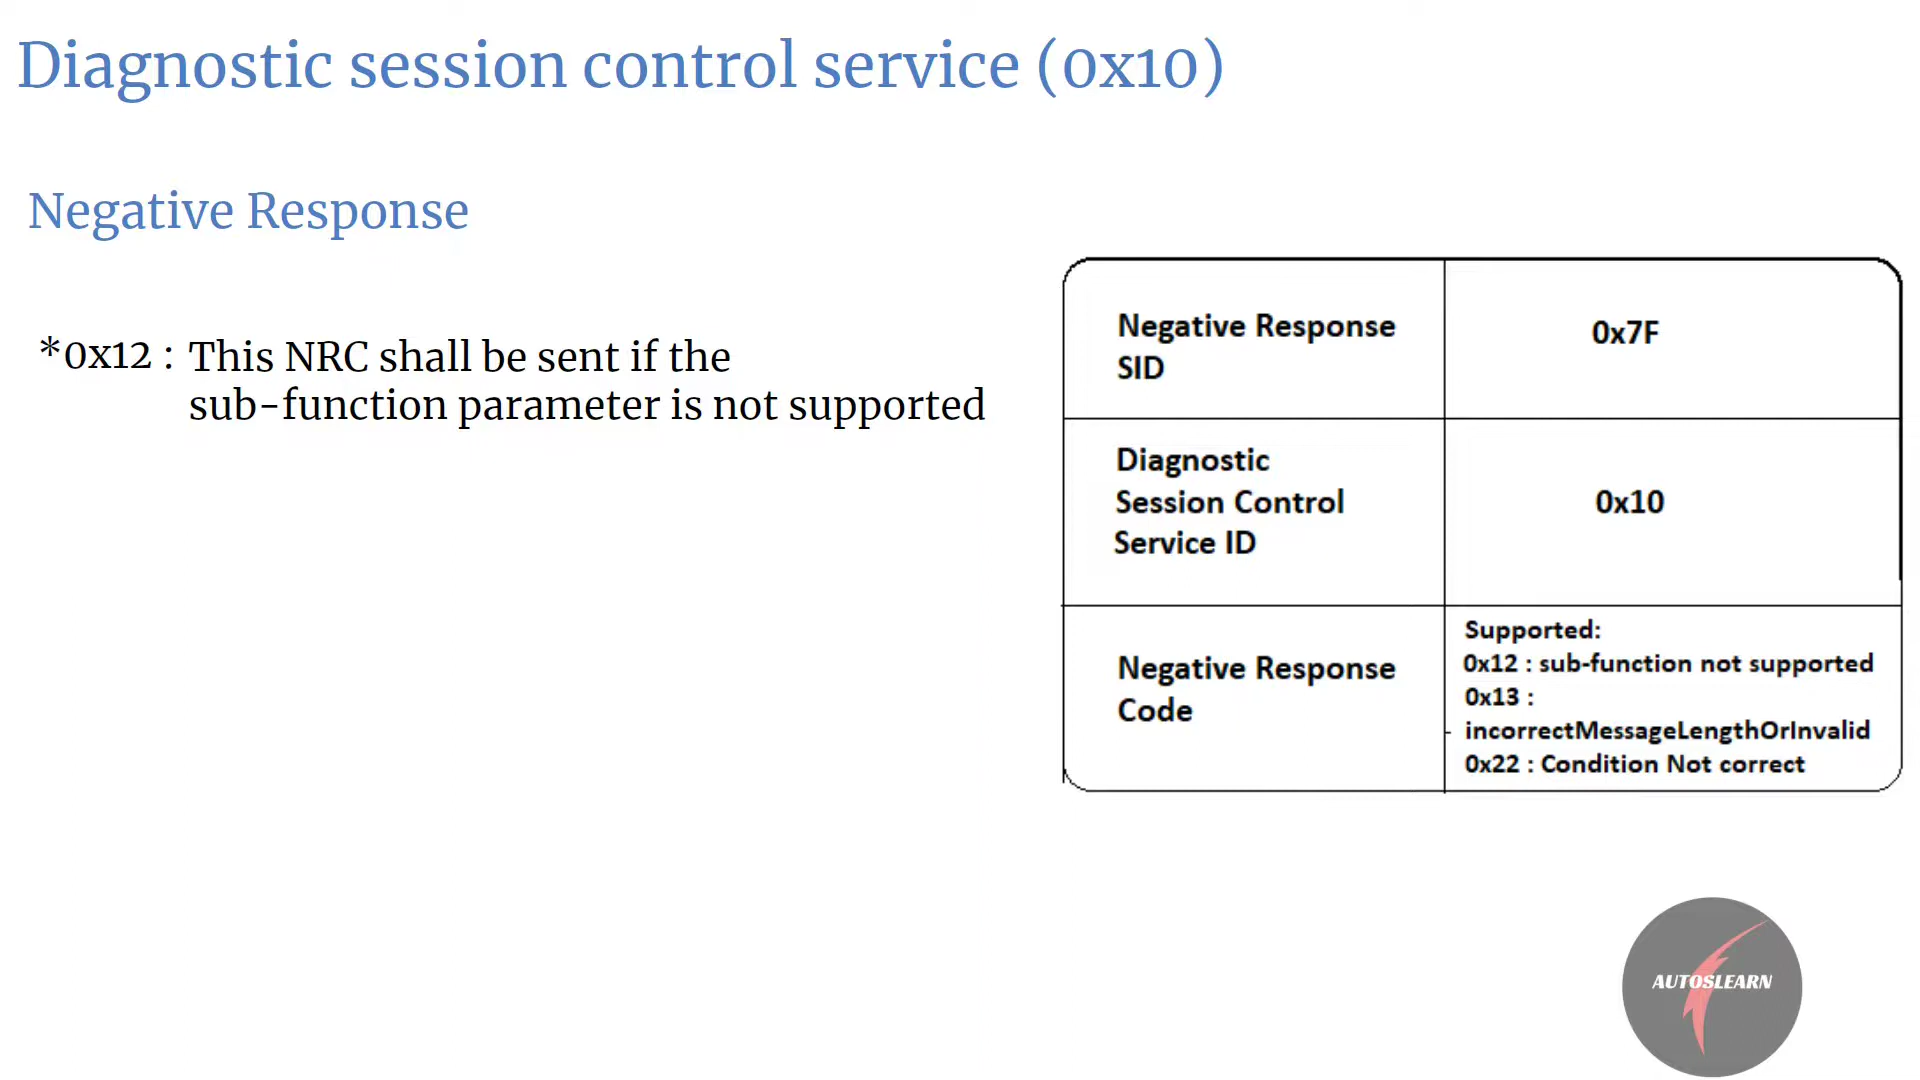 Diagnostic session control service (0x10)
Negative Response
*0x12 : This NRC shall be sent if the
sub-function parameter is not supported
Negative Response
SID
0x7F
Diagnostic
Session Control
Service ID
0x10
Negative Response
Code
Supported:
0x12 : sub-function not supported
0x13 :
incorrectMessageLengthOrInvalid
0x22 : Condition Not correct
AUTOSLEARN